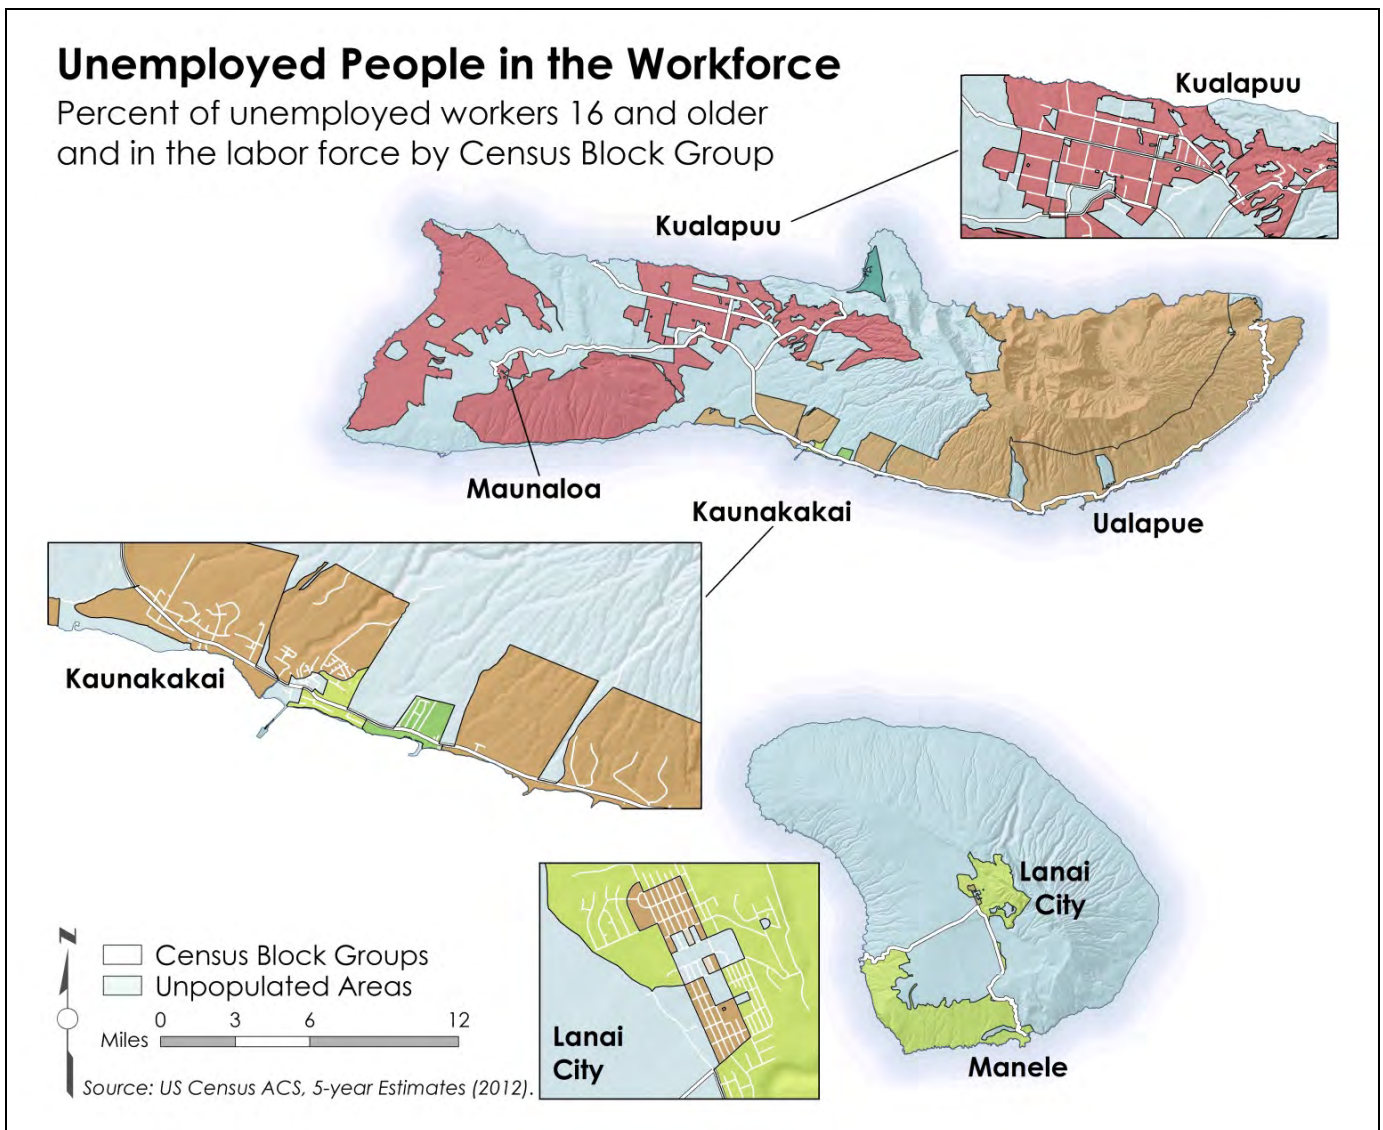 Unemployed People in the Workforce
Percent of unemployed workers 16 and older
and in the labor force by Census Block Group
Kualapuu
Kualapuu
Maunaloa
Kaunakakai
Ualapue
Kaunakakai
Lanai
City
Manele
Lanai
City
N
Census Block Groups
Unpopulated Areas
Miles 0 3 6 12
Source: US Census ACS, 5-year Estimates (2012).